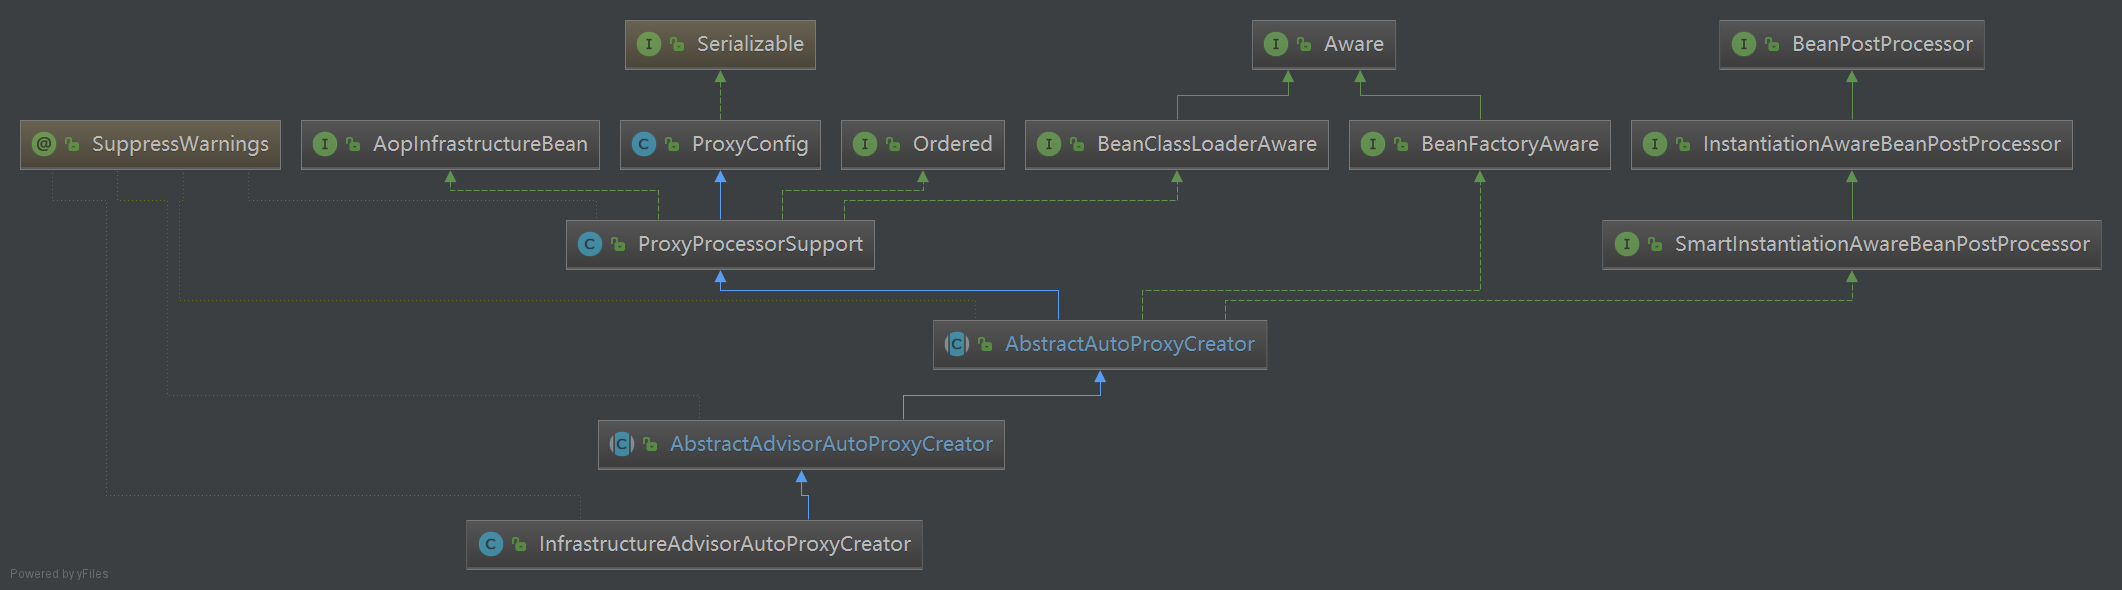 Serializable
Aware
BeanPostProcessor
@ SuppressWarnings
I AopInfrastructureBean
C ProxyConfig
I Ordered
I BeanClassLoaderAware
I BeanFactoryAware
I InstantiationAwareBeanPostProcessor
C ProxyProcessorSupport
I SmartInstantiationAwareBeanPostProcessor
C AbstractAutoProxyCreator
C AbstractAdvisorAutoProxyCreator
C InfrastructureAdvisorAutoProxyCreator
Powered by yFiles